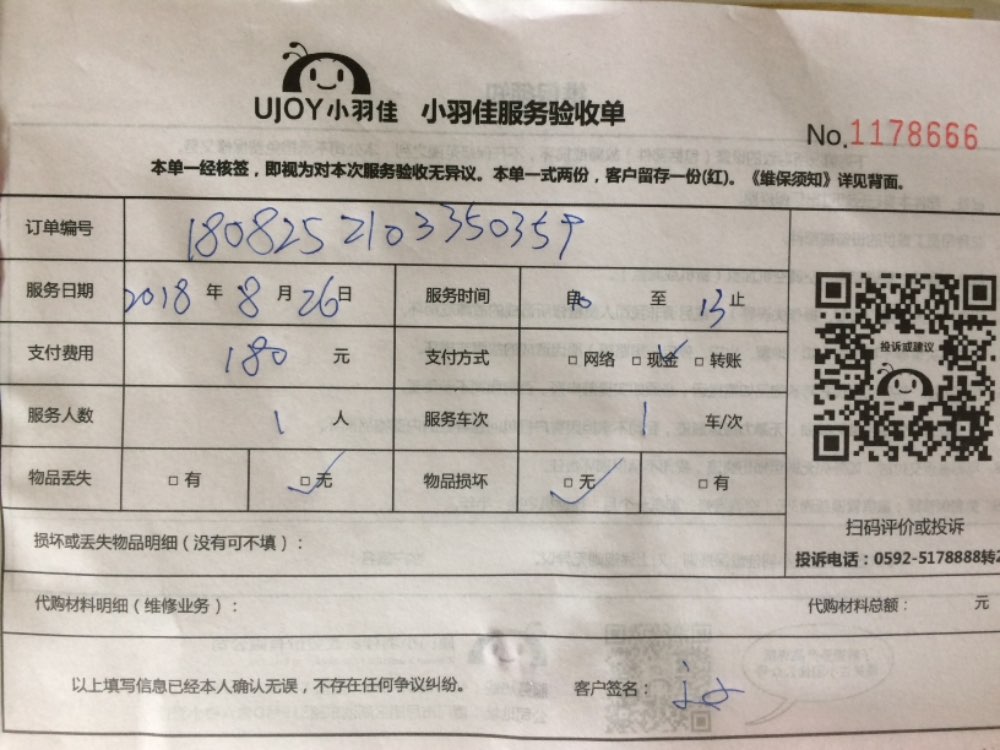 UJOY小羽佳 小羽佳服务验收单
No.1178666
本单一经核签，即视为对本次服务验收无异议。本单一式两份，客户留存一份(红)。《维保须知》详见背面。
订单编号 1808252103350359
服务日期 2018 年 8 月 26 日 服务时间 至 13 止
支付费用 180 元 支付方式 □ 网络 □ 现金 □ 转账
投诉或建议
服务人数 1 人 服务车次 1 车/次
物品丢失 □ 有 □ 无 物品损坏 □ 无 □ 有
扫码评价或投诉
损坏或丢失物品明细（没有可不填）：
投诉电话：0592-5178888转2
代购材料明细（维修业务）： 代购材料总额： 元
以上填写信息已经本人确认无误，不存在任何争议纠纷。 客户签名：